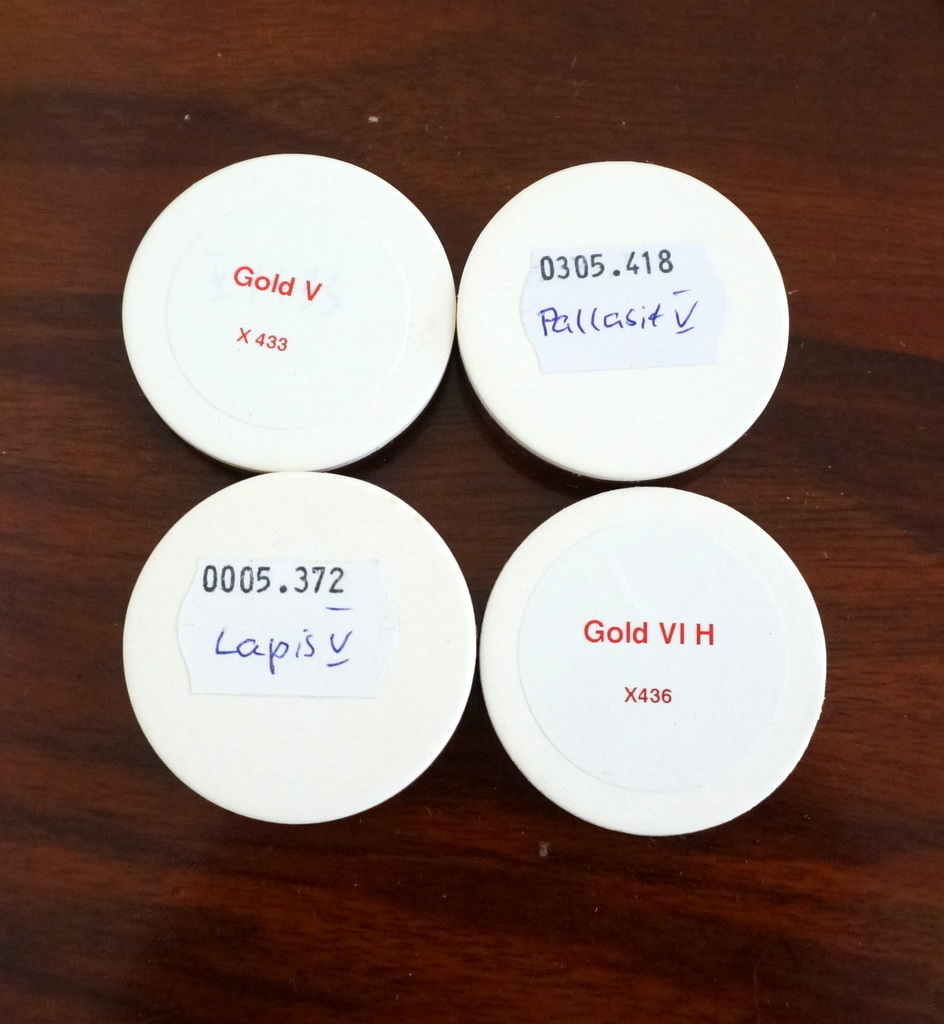 Gold V
X 433
0305.418
Pallasit V
0005.372
Lapis V
Gold VI H
X436